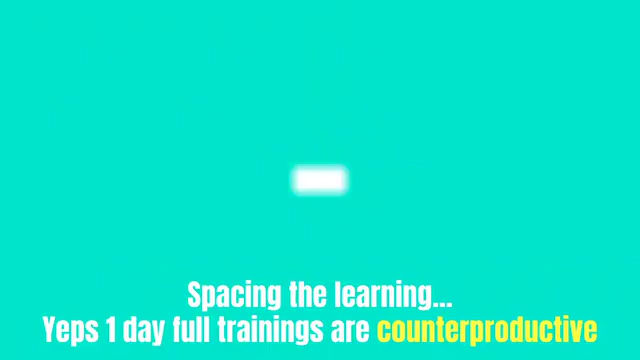 Spacing the learning...
Yeps 1 day full trainings are counterproductive